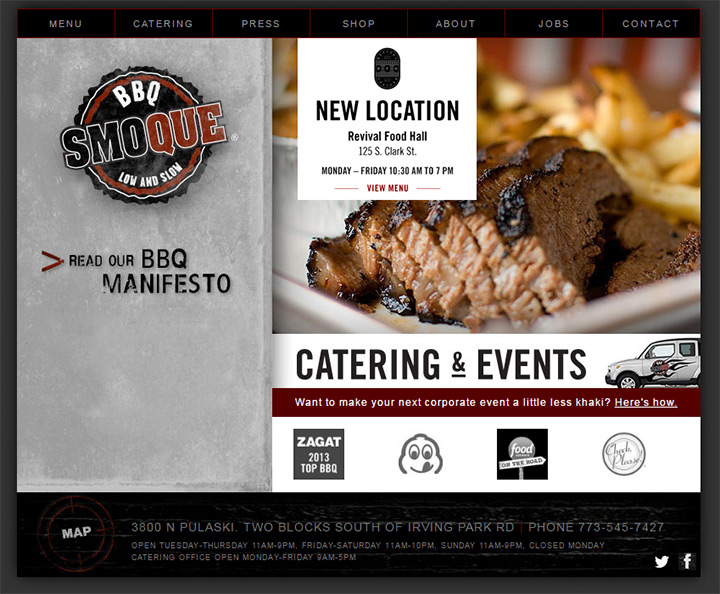 MENU
CATERING
PRESS
SHOP
ABOUT
JOBS
CONTACT
BBQ
SMOQUE
®
LOW AND SLOW
> READ OUR BBQ
MANIFESTO
NEW LOCATION
Revival Food Hall
125 S. Clark St.
MONDAY – FRIDAY 10:30 AM TO 7 PM
VIEW MENU
CATERING & EVENTS
Want to make your next corporate event a little less khaki? Here's how.
ZAGAT
2013
TOP BBQ
food
ON THE ROAD
Check,
Please!
MAP
3800 N PULASKI. TWO BLOCKS SOUTH OF IRVING PARK RD | PHONE 773-545-7427
OPEN TUESDAY-THURSDAY 11AM-9PM, FRIDAY-SATURDAY 11AM-10PM, SUNDAY 11AM-9PM, CLOSED MONDAY
CATERING OFFICE OPEN MONDAY-FRIDAY 9AM-5PM